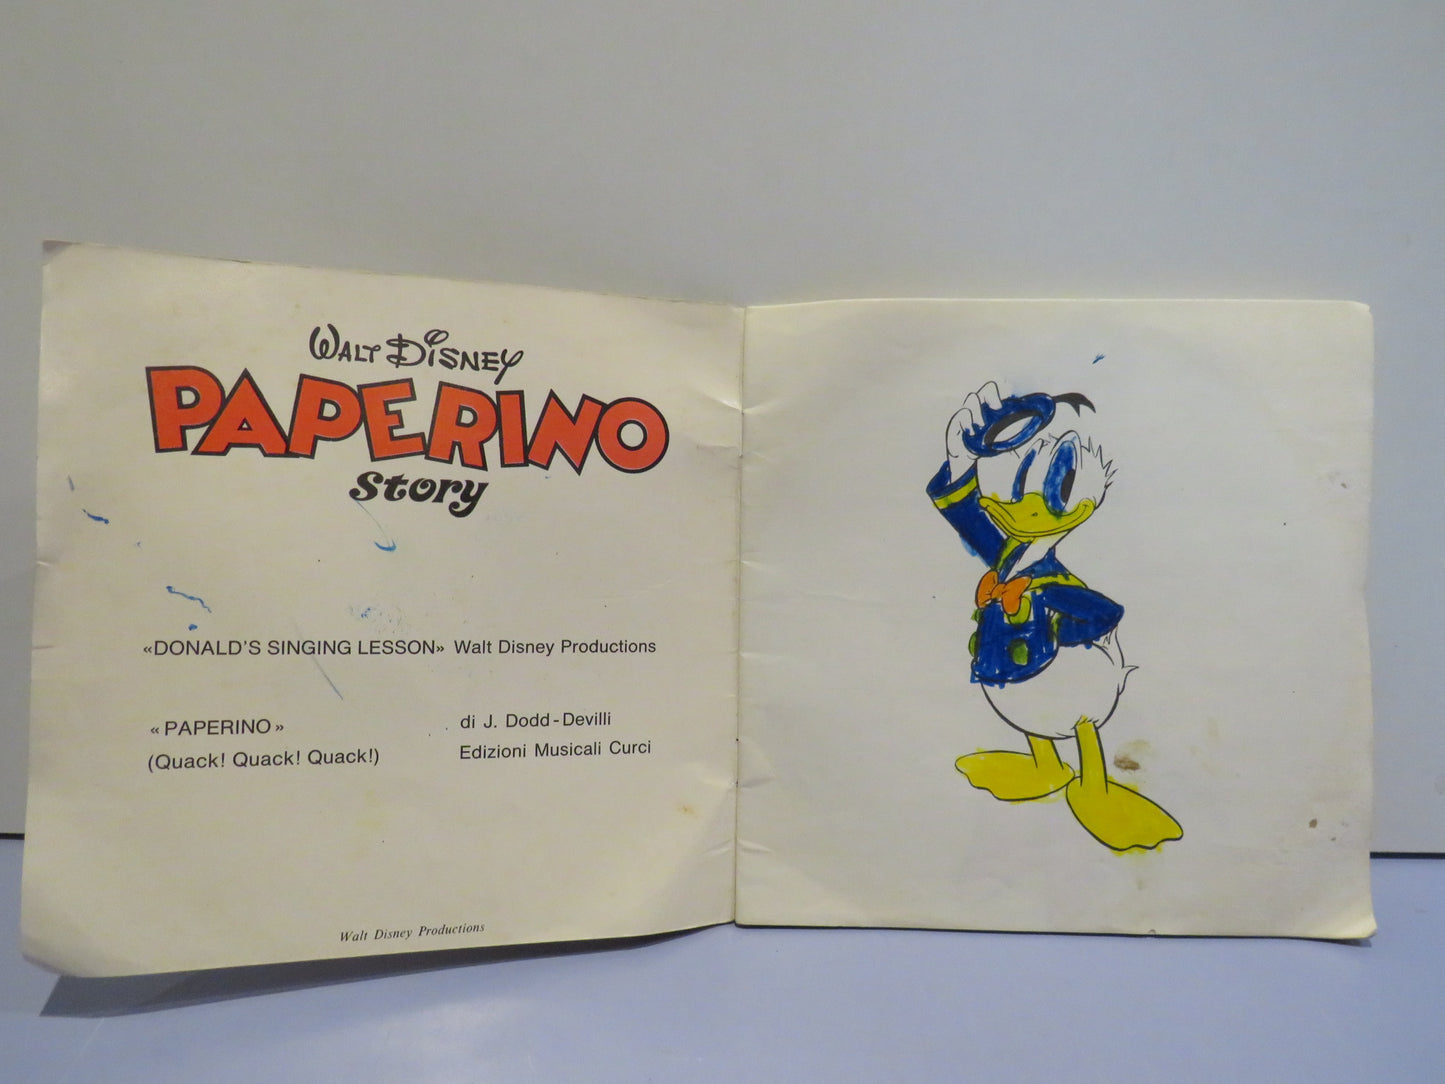 WALT DISNEY
PAPERINO
Story
«DONALD'S SINGING LESSON» Walt Disney Productions
«PAPERINO» di J. Dodd-Devilli
(Quack! Quack! Quack!) Edizioni Musicali Curci
Walt Disney Productions